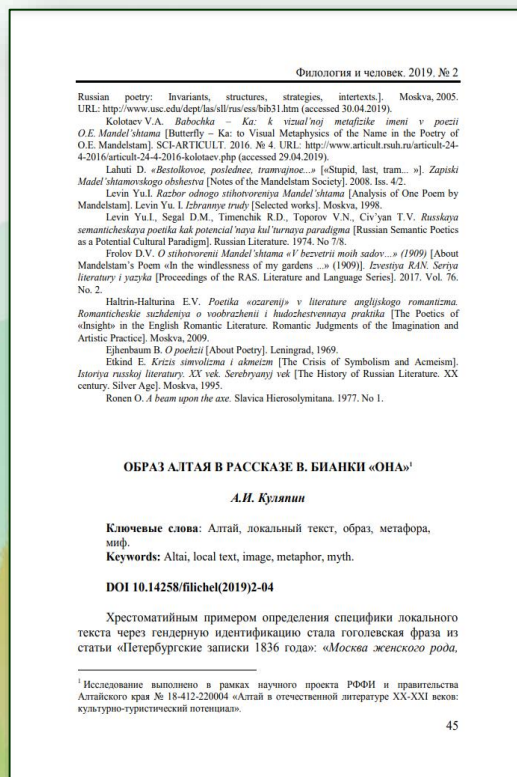 Филология и человек. 2019. № 2
Russian poetry: Invariants, structures, strategies, intertexts.]. Moskva, 2005.
URL: http://www.usc.edu/dept/las/sll/rus/ess/bib31.htm (accessed 30.04.2019).
Kolotaev V.A. Babochka – Ka: k vizual'noj metafizike imeni v poezii
O.E. Mandel'shtama [Butterfly – Ka: to Visual Metaphysics of the Name in the Poetry of
O.E. Mandelstam]. SCI-ARTICULT. 2016. № 4. URL: http://www.articult.rsuh.ru/articult-24-
4-2016/articult-24-4-2016-kolotaev.php (accessed 29.04.2019).
Lahuti D. «Bestolkovoe, poslednee, tramvajnoe...» [«Stupid, last, tram... »]. Zapiski
Madel'shtamovskogo obshestva [Notes of the Mandelstam Society]. 2008. Iss. 4/2.
Levin Yu.I. Razbor odnogo stihotvoreniya Mandel'shtama [Analysis of One Poem by
Mandelstam]. Levin Yu. I. Izbrannye trudy [Selected works]. Moskva, 1998.
Levin Yu.I., Segal D.M., Timenchik R.D., Toporov V.N., Civ'yan T.V. Russkaya
semanticheskaya poetika kak potencial'naya kul'turnaya paradigma [Russian Semantic Poetics
as a Potential Cultural Paradigm]. Russian Literature. 1974. No 7/8.
Frolov D.V. O stihotvorenii Mandel'shtama «V bezvetrii moih sadov…» (1909) [About
Mandelstam`s Poem «In the windlessness of my gardens ...» (1909)]. Izvestiya RAN. Seriya
literatury i yazyka [Proceedings of the RAS. Literature and Language Series]. 2017. Vol. 76.
No. 2.
Haltrin-Halturina E.V. Poetika «ozarenij» v literature anglijskogo romantizma.
Romanticheskie suzhdeniya o voobrazhenii i hudozhestvennaya praktika [The Poetics of
«Insight» in the English Romantic Literature. Romantic Judgments of the Imagination and
Artistic Practice]. Moskva, 2009.
Ejhenbaum B. O poehzii [About Poetry]. Leningrad, 1969.
Etkind E. Krizis simvolizma i akmeizm [The Crisis of Symbolism and Acmeism].
Istoriya russkoj literatury. XX vek. Serebryanyj vek [The History of Russian Literature. XX
century. Silver Age]. Moskva, 1995.
Ronen O. A beam upon the axe. Slavica Hierosolymitana. 1977. No 1.
ОБРАЗ АЛТАЯ В РАССКАЗЕ В. БИАНКИ «ОНА»¹
А.И. Куляпин
Ключевые слова: Алтай, локальный текст, образ, метафора,
миф.
Keywords: Altai, local text, image, metaphor, myth.
DOI 10.14258/filichel(2019)2-04
Хрестоматийным примером определения специфики локального
текста через гендерную идентификацию стала гоголевская фраза из
статьи «Петербургские записки 1836 года»: «Москва женского рода,
¹ Исследование выполнено в рамках научного проекта РФФИ и правительства
Алтайского края № 18-412-220004 «Алтай в отечественной литературе XX-XXI веков:
культурно-туристический потенциал».
45